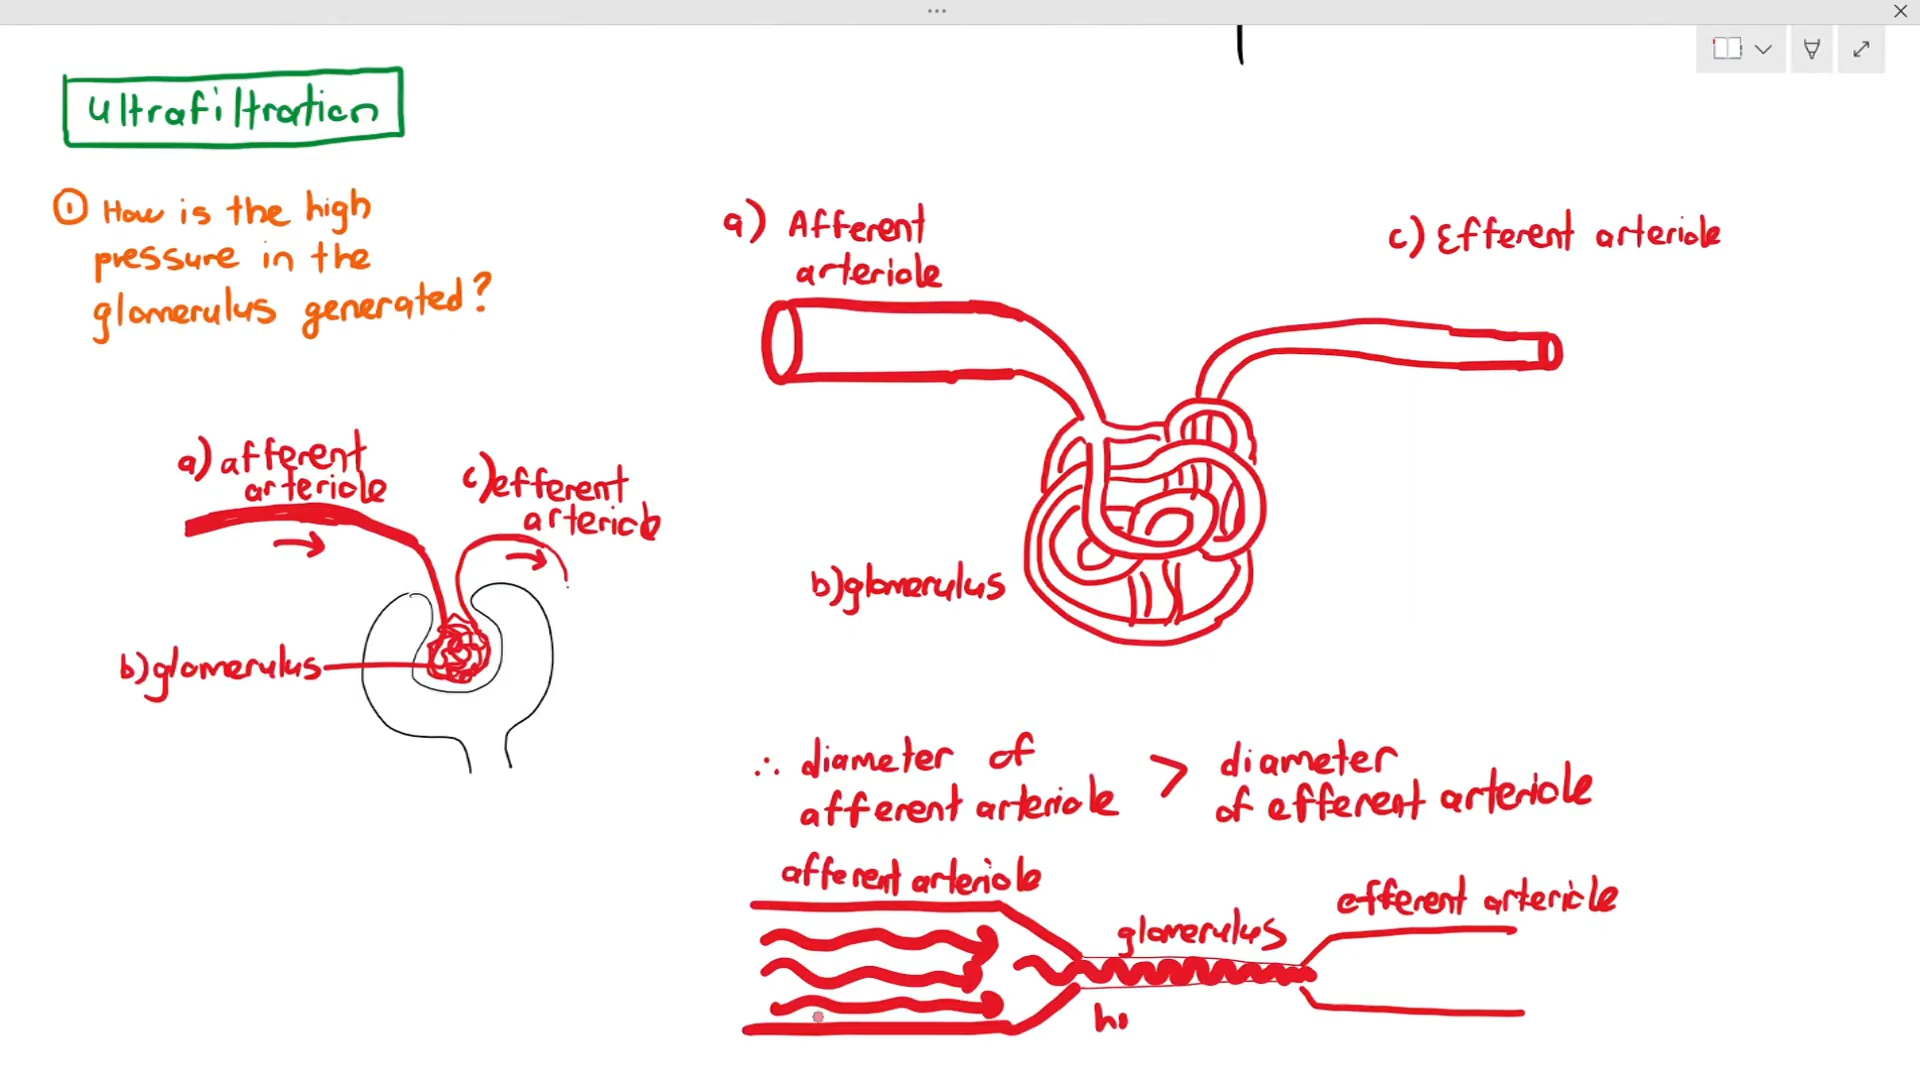 Ultrafiltration
① How is the high
pressure in the
glomerulus generated?
a) afferent
arteriole
c) efferent
arteriole
b) glomerulus
a) Afferent
arteriole
c) Efferent arteriole
b) glomerulus
∴ diameter of
afferent arteriole > diameter
of efferent arteriole
afferent arteriole
glomerulus
efferent arteriole